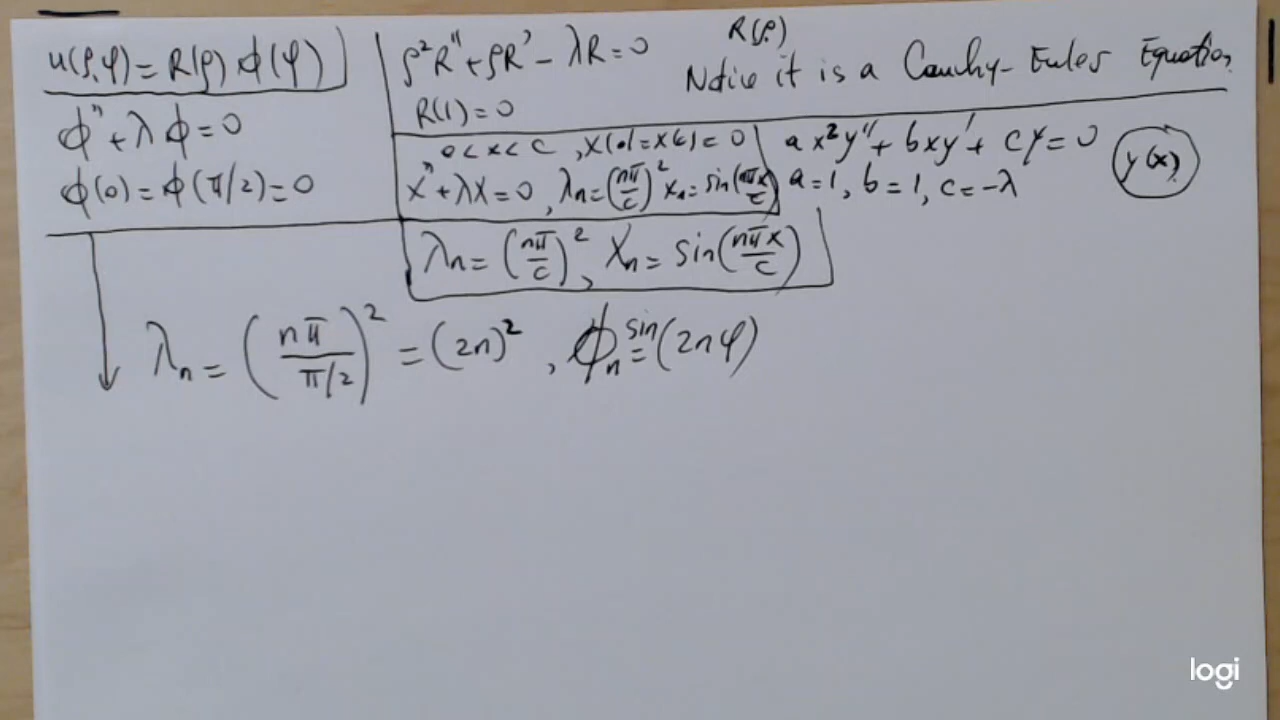 u(ρ,φ) = R(ρ) ϕ(φ)
ϕ'' + λϕ = 0
ϕ(0) = ϕ(π/2) = 0
ρ²R'' + ρR' - λR = 0
R(1) = 0
R(ρ)
Notice it is a Cauchy-Euler Equation
0 < x < c, X(0) = X(c) = 0
X'' + λX = 0, λn = (nπ/c)² Xn = sin(nπx/c)
ax²y'' + bxy' + cy = 0
a = 1, b = 1, c = -λ
y(x)
λn = (nπ/c)², Xn = sin(nπx/c)
λn = (nπ/π/2)² = (2n)², ϕn = sin(2nφ)
logi